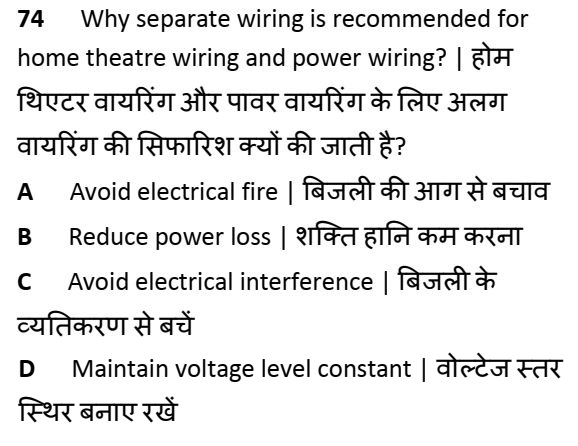 74 Why separate wiring is recommended for
home theatre wiring and power wiring? | होम
थिएटर वायरिंग और पावर वायरिंग के लिए अलग
वायरिंग की सिफारिश क्यों की जाती है?
A Avoid electrical fire | बिजली की आग से बचाव
B Reduce power loss | शक्ति हानि कम करना
C Avoid electrical interference | बिजली के
व्यतिकरण से बचें
D Maintain voltage level constant | वोल्टेज स्तर
स्थिर बनाए रखें